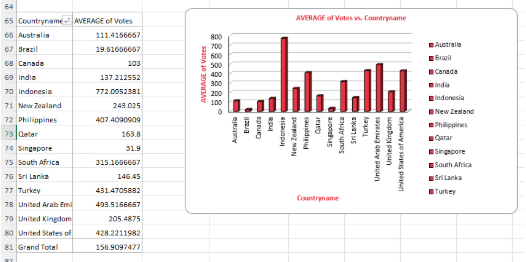 64
65 Countryname AVERAGE of Votes
66 Australia 111.4166667
67 Brazil 19.61666667
68 Canada 103
69 India 137.212552
70 Indonesia 772.0952381
71 New Zealand 243.025
72 Philippines 407.4090909
73 Qatar 163.8
74 Singapore 31.9
75 South Africa 315.1666667
76 Sri Lanka 146.45
77 Turkey 431.4705882
78 United Arab Emi 493.5166667
79 United Kingdom 205.4875
80 United States of 428.2211982
81 Grand Total 156.9097477
AVERAGE of Votes vs. Countryname
AVERAGE of Votes
800
700
600
500
400
300
200
100
0
Australia
Brazil
Canada
India
Indonesia
New Zealand
Philippines
Qatar
Singapore
South Africa
Sri Lanka
Turkey
United Arab Emirates
United Kingdom
United States of America
Countryname
Australia
Brazil
Canada
India
Indonesia
New Zealand
Philippines
Qatar
Singapore
South Africa
Sri Lanka
Turkey